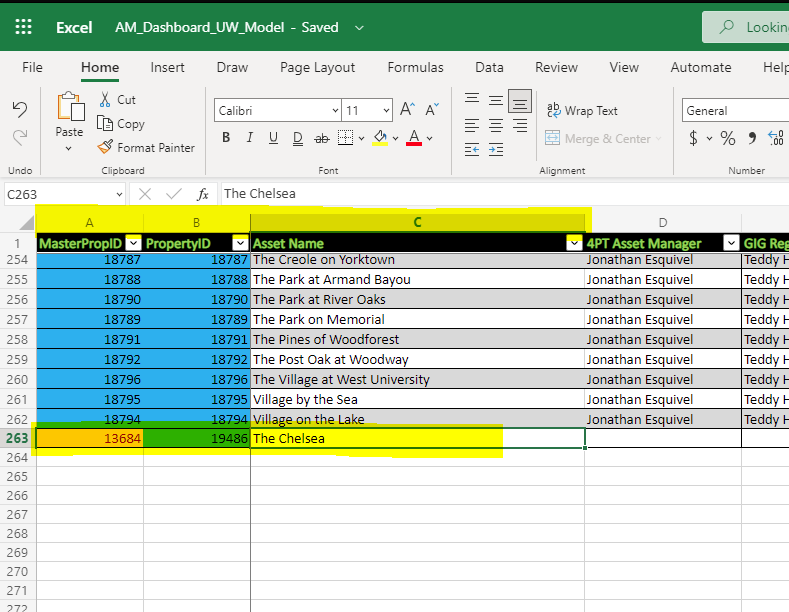 Excel AM_Dashboard_UW_Model - Saved Lookin
File Home Insert Draw Page Layout Formulas Data Review View Automate Help
Paste Cut Copy Format Painter
Calibri 11 A A
B I U D ab A
Wrap Text
Merge & Center
General
$ % 9 .00
Undo Clipboard Font Alignment Number
C263 fx The Chelsea
A B C D
1 MasterPropID PropertyID Asset Name 4PT Asset Manager GIG Reg
254 18787 18787 The Creole on Yorktown Jonathan Esquivel Teddy H
255 18788 18788 The Park at Armand Bayou Jonathan Esquivel Teddy H
256 18790 18790 The Park at River Oaks Jonathan Esquivel Teddy H
257 18789 18789 The Park on Memorial Jonathan Esquivel Teddy H
258 18791 18791 The Pines of Woodforest Jonathan Esquivel Teddy H
259 18792 18792 The Post Oak at Woodway Jonathan Esquivel Teddy H
260 18796 18796 The Village at West University Jonathan Esquivel Teddy H
261 18795 18795 Village by the Sea Jonathan Esquivel Teddy H
262 18794 18794 Village on the Lake Jonathan Esquivel Teddy H
263 13684 19486 The Chelsea
264
265
266
267
268
269
270
271
272